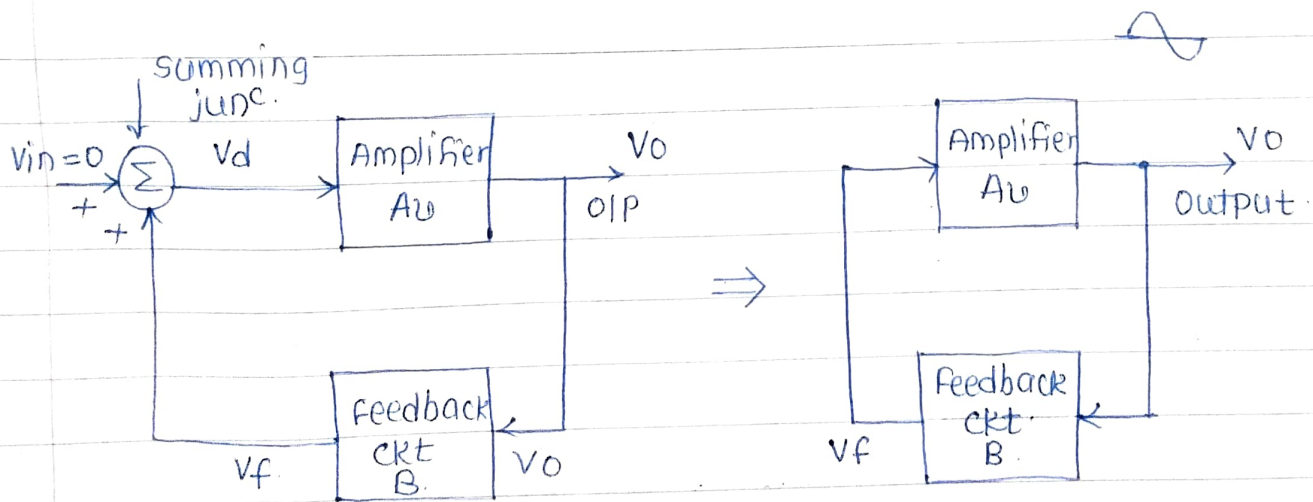 summing
junc.
Vin=0
+
+
Σ
Vd
Amplifier
Av
Vo
O/P
Feedback
ckt
B.
Vf.
Vo
⇒
Amplifier
Av
Vo
Output.
Feedback
ckt.
B
Vf